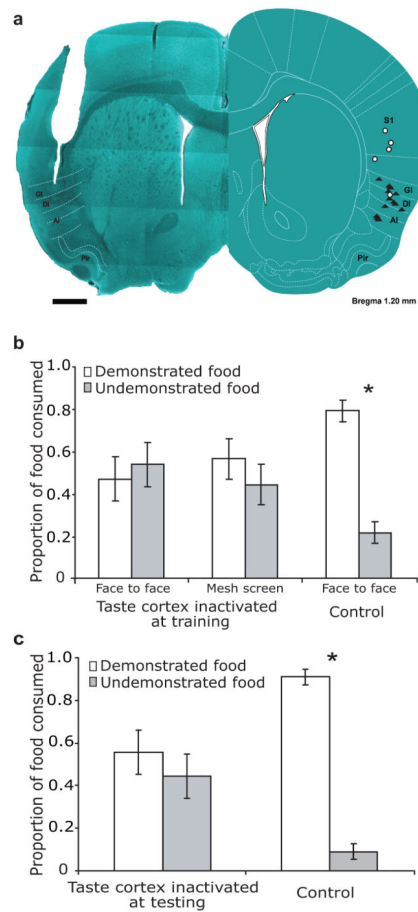 a
S1
GI
DI
AI
Pir
GI
DI
AI
Pir
Bregma 1.20 mm
b
1.0
0.8
0.6
0.4
0.2
0
Proportion of food consumed
Demonstrated food
Undemonstrated food
*
Face to face
Mesh screen
Face to face
Taste cortex inactivated
at training
Control
c
1.0
0.8
0.6
0.4
0.2
0
Proportion of food consumed
Demonstrated food
Undemonstrated food
*
Taste cortex inactivated
at testing
Control